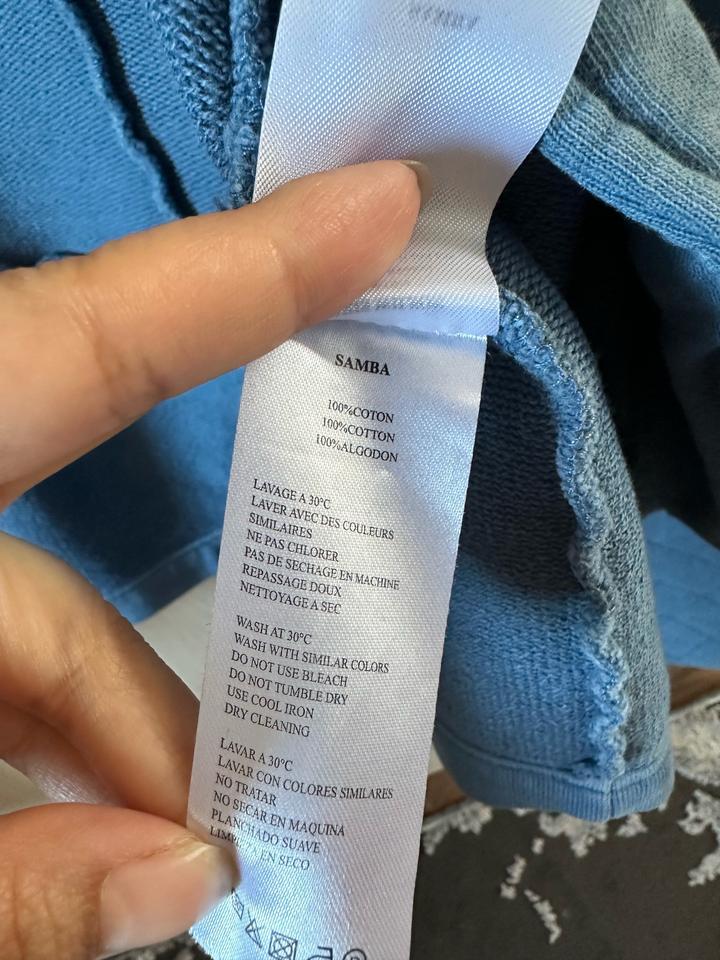 SAMBA
100%COTON
100%COTTON
100%ALGODON
LAVAGE A 30°C
LAVER AVEC DES COULEURS
SIMILAIRES
NE PAS CHLORER
PAS DE SECHAGE EN MACHINE
REPASSAGE DOUX
NETTOYAGE A SEC
WASH AT 30°C
WASH WITH SIMILAR COLORS
DO NOT USE BLEACH
DO NOT TUMBLE DRY
USE COOL IRON
DRY CLEANING
LAVAR A 30°C
LAVAR CON COLORES SIMILARES
NO TRATAR
NO SECAR EN MAQUINA
PLANCHADO SUAVE
EN SECO